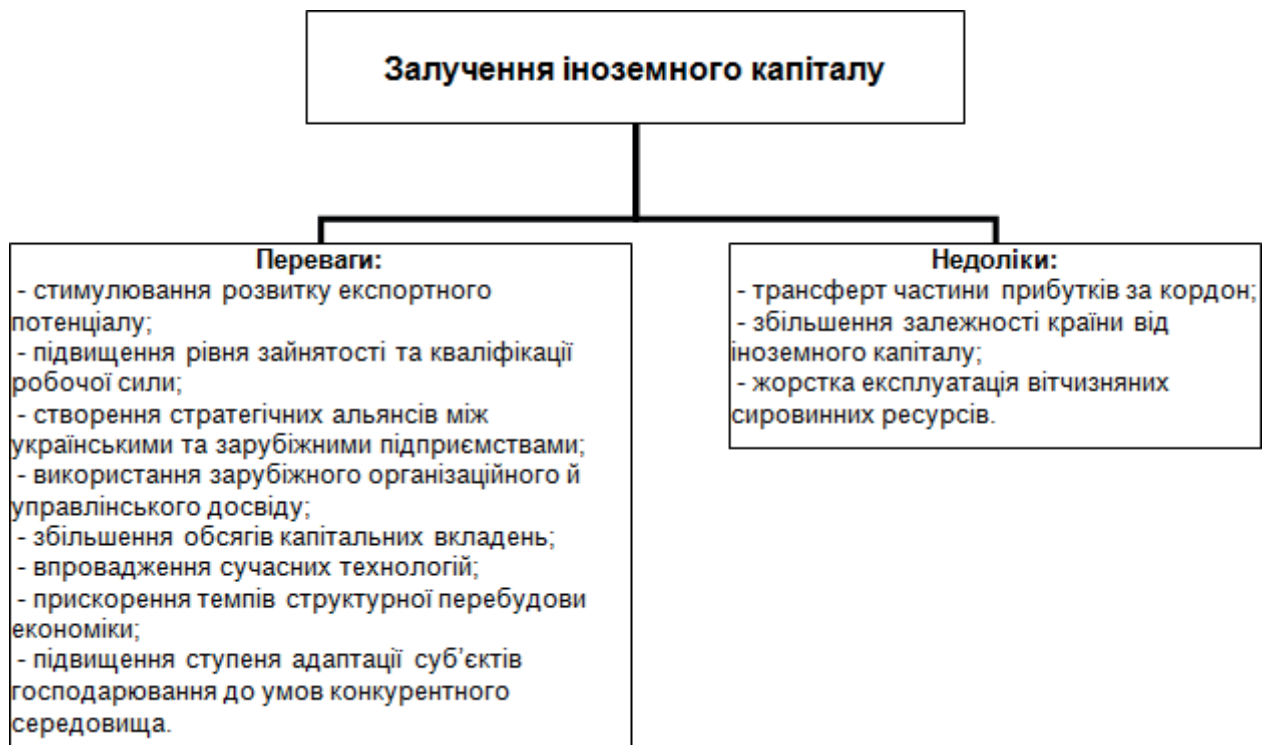 Залучення іноземного капіталу
Переваги:
- стимулювання розвитку експортного
потенціалу;
- підвищення рівня зайнятості та кваліфікації
робочої сили;
- створення стратегічних альянсів між
українськими та зарубіжними підприємствами;
- використання зарубіжного організаційного й
управлінського досвіду;
- збільшення обсягів капітальних вкладень;
- впровадження сучасних технологій;
- прискорення темпів структурної перебудови
економіки;
- підвищення ступеня адаптації суб’єктів
господарювання до умов конкурентного
середовища.
Недоліки:
- трансферт частини прибутків за кордон;
- збільшення залежності країни від
іноземного капіталу;
- жорстка експлуатація вітчизняних
сировинних ресурсів.